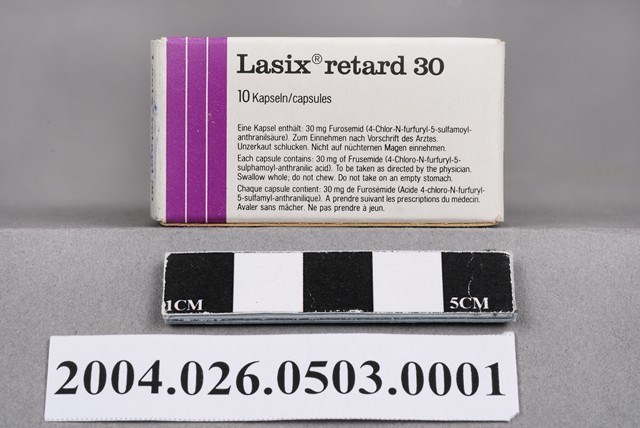 Lasix® retard 30
10 Kapseln/capsules
Eine Kapsel enthält: 30 mg Furosemid (4-Chlor-N-furfuryl-5-sulfamoyl-
anthranilsäure). Zum Einnehmen nach Vorschrift des Arztes.
Unzerkaut schlucken. Nicht auf nüchternen Magen einnehmen.
Each capsule contains: 30 mg of Frusemide (4-Chloro-N-furfuryl-5-
sulphamoyl-anthranilic acid). To be taken as directed by the physician.
Swallow whole; do not chew. Do not take on an empty stomach.
Chaque capsule contient: 30 mg de Furosémide (Acide 4-chloro-N-furfuryl-
5-sulfamyl-anthranilique). A prendre suivant les prescriptions du médecin.
Avaler sans mâcher. Ne pas prendre à jeun.
1CM 5CM
2004.026.0503.0001